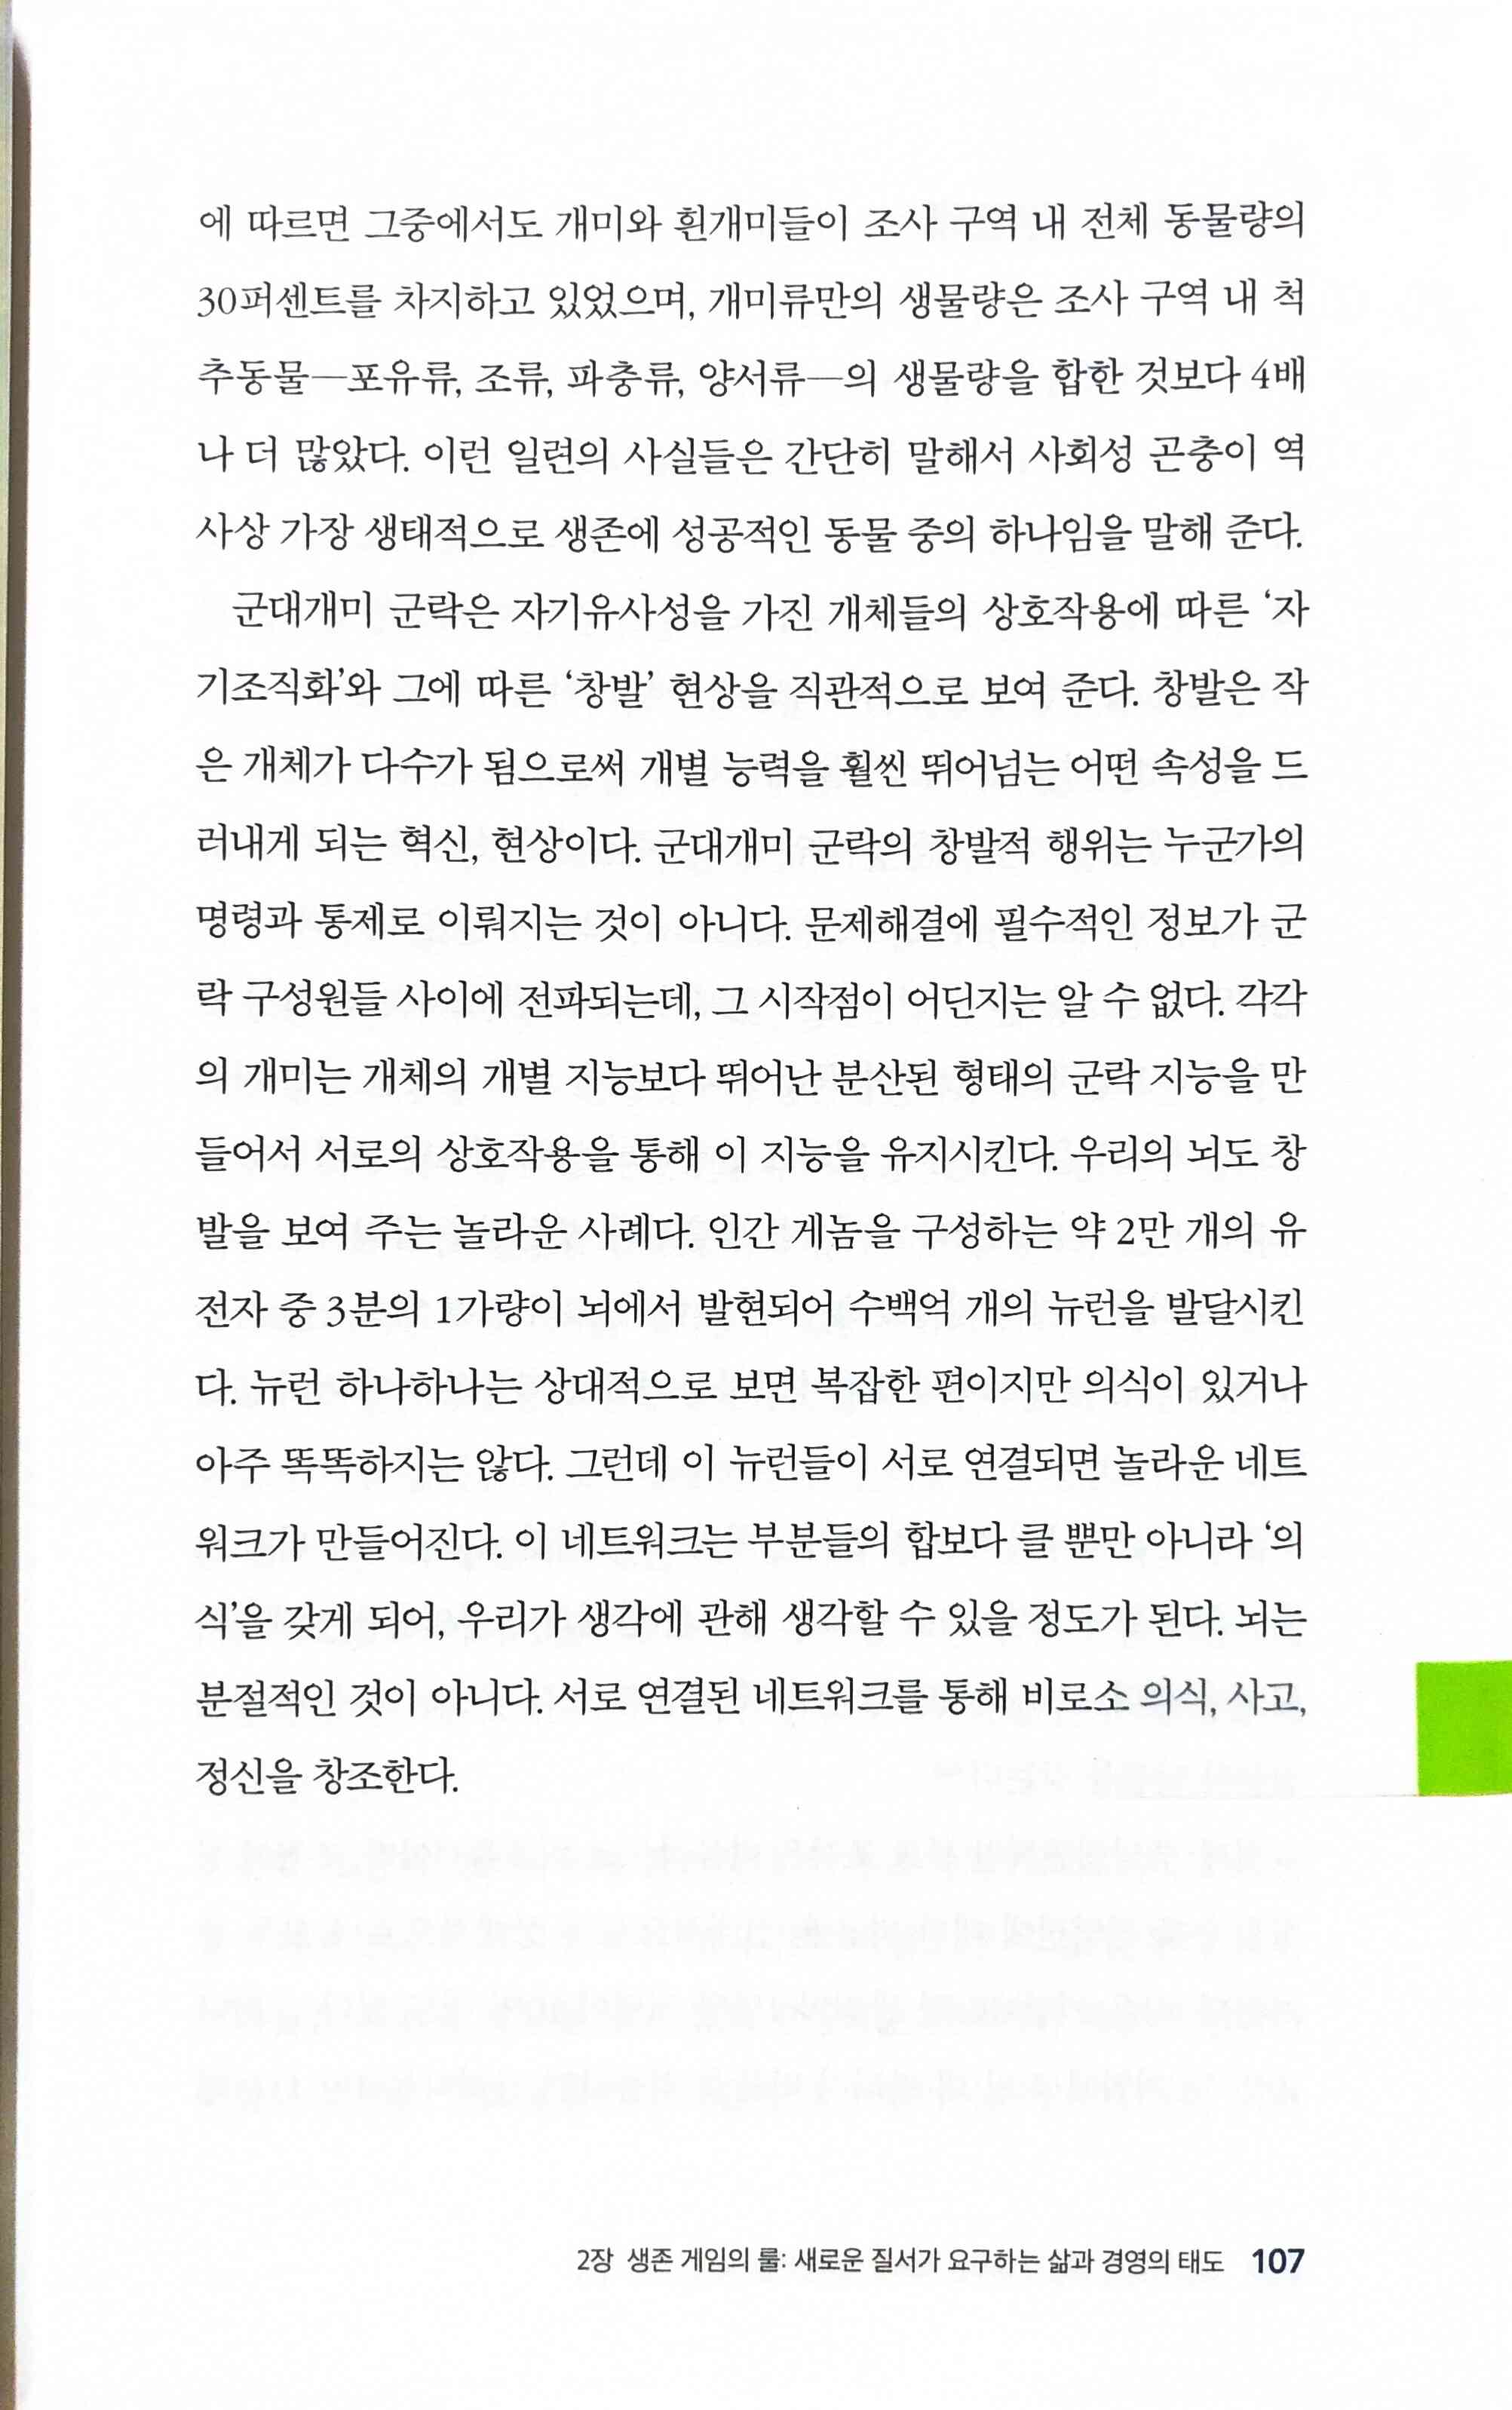 에 따르면 그중에서도 개미와 흰개미들이 조사 구역 내 전체 동물량의
30퍼센트를 차지하고 있었으며, 개미류만의 생물량은 조사 구역 내 척
추동물—포유류, 조류, 파충류, 양서류—의 생물량을 합한 것보다 4배
나 더 많았다. 이런 일련의 사실들은 간단히 말해서 사회성 곤충이 역
사상 가장 생태적으로 생존에 성공적인 동물 중의 하나임을 말해 준다.
군대개미 군락은 자기유사성을 가진 개체들의 상호작용에 따른 ‘자
기조직화’와 그에 따른 ‘창발’ 현상을 직관적으로 보여 준다. 창발은 작
은 개체가 다수가 됨으로써 개별 능력을 훨씬 뛰어넘는 어떤 속성을 드
러내게 되는 혁신, 현상이다. 군대개미 군락의 창발적 행위는 누군가의
명령과 통제로 이뤄지는 것이 아니다. 문제해결에 필수적인 정보가 군
락 구성원들 사이에 전파되는데, 그 시작점이 어딘지는 알 수 없다. 각각
의 개미는 개체의 개별 지능보다 뛰어난 분산된 형태의 군락 지능을 만
들어서 서로의 상호작용을 통해 이 지능을 유지시킨다. 우리의 뇌도 창
발을 보여 주는 놀라운 사례다. 인간 게놈을 구성하는 약 2만 개의 유
전자 중 3분의 1가량이 뇌에서 발현되어 수백억 개의 뉴런을 발달시킨
다. 뉴런 하나하나는 상대적으로 보면 복잡한 편이지만 의식이 있거나
아주 똑똑하지는 않다. 그런데 이 뉴런들이 서로 연결되면 놀라운 네트
워크가 만들어진다. 이 네트워크는 부분들의 합보다 클 뿐만 아니라 ‘의
식’을 갖게 되어, 우리가 생각에 관해 생각할 수 있을 정도가 된다. 뇌는
분절적인 것이 아니다. 서로 연결된 네트워크를 통해 비로소 의식, 사고,
정신을 창조한다.
2장 생존 게임의 룰: 새로운 질서가 요구하는 삶과 경영의 태도 107